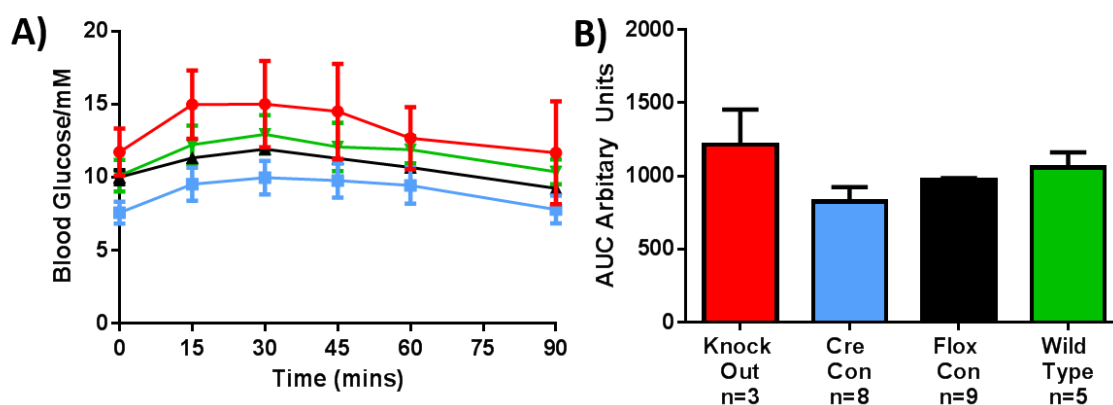 A)
Blood Glucose/mM
20
15
10
5
0
0 15 30 45 60 75 90
Time (mins)
B)
AUC Arbitary Units
2000
1500
1000
500
0
Knock Out n=3
Cre Con n=8
Flox Con n=9
Wild Type n=5